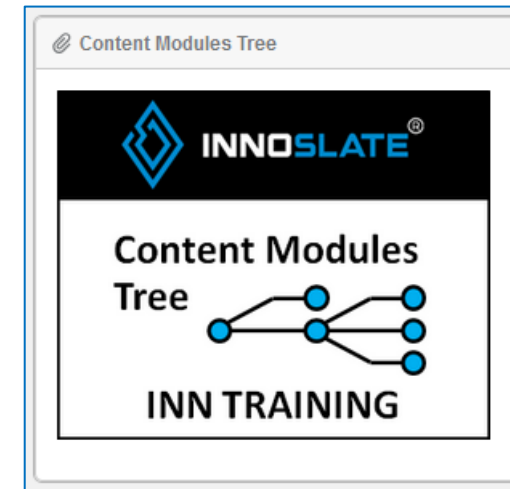 Content Modules Tree
INNOSLATE®
Content Modules
Tree
INN TRAINING